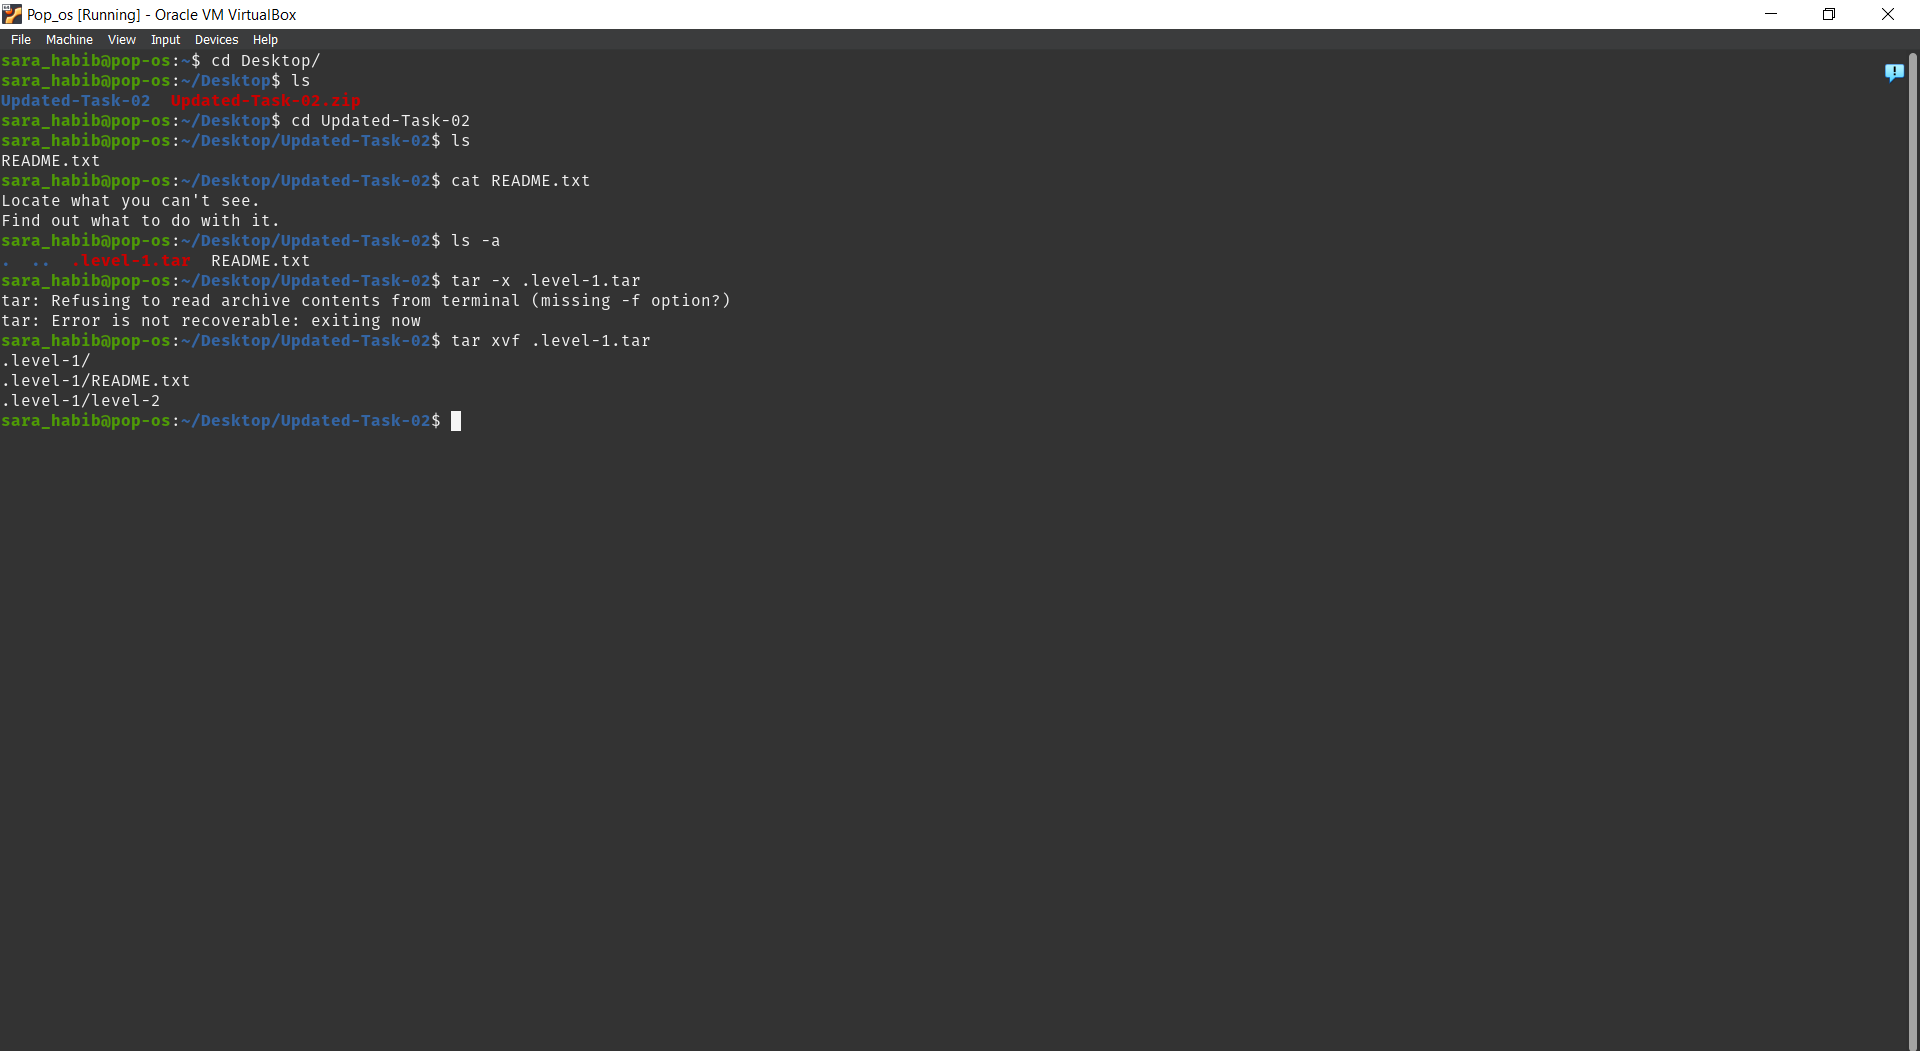 Pop_os [Running] - Oracle VM VirtualBox
File Machine View Input Devices Help
sara_habib@pop-os:~$ cd Desktop/
sara_habib@pop-os:~/Desktop$ ls
Updated-Task-02  Updated-Task-02.zip
sara_habib@pop-os:~/Desktop$ cd Updated-Task-02
sara_habib@pop-os:~/Desktop/Updated-Task-02$ ls
README.txt
sara_habib@pop-os:~/Desktop/Updated-Task-02$ cat README.txt
Locate what you can't see.
Find out what to do with it.
sara_habib@pop-os:~/Desktop/Updated-Task-02$ ls -a
.  ..  .level-1.tar  README.txt
sara_habib@pop-os:~/Desktop/Updated-Task-02$ tar -x .level-1.tar
tar: Refusing to read archive contents from terminal (missing -f option?)
tar: Error is not recoverable: exiting now
sara_habib@pop-os:~/Desktop/Updated-Task-02$ tar xvf .level-1.tar
.level-1/
.level-1/README.txt
.level-1/level-2
sara_habib@pop-os:~/Desktop/Updated-Task-02$